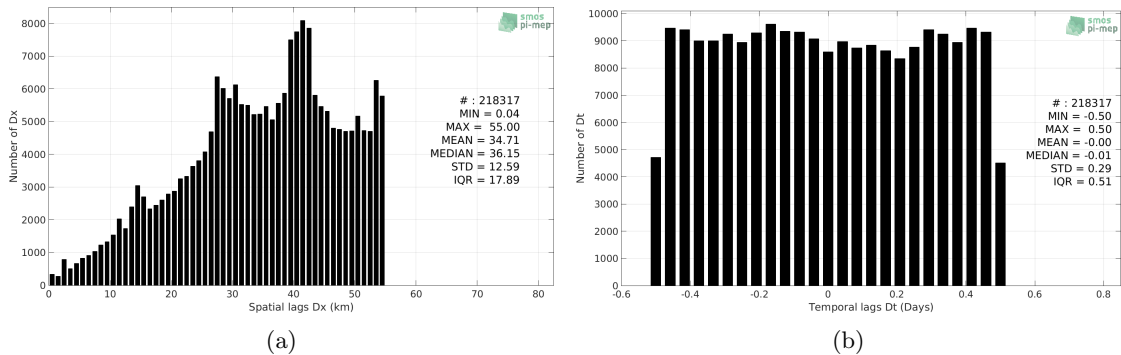 8000
7000
6000
5000
4000
3000
2000
1000
0
Number of Dx
0 10 20 30 40 50 60 70 80
Spatial lags Dx (km)
smos
pi-mep
# : 218317
MIN = 0.04
MAX = 55.00
MEAN = 34.71
MEDIAN = 36.15
STD = 12.59
IQR = 17.89
(a)
10000
9000
8000
7000
6000
5000
4000
3000
2000
1000
0
Number of Dt
-0.6 -0.4 -0.2 0 0.2 0.4 0.6 0.8
Temporal lags Dt (Days)
smos
pi-mep
# : 218317
MIN = -0.50
MAX = 0.50
MEAN = -0.00
MEDIAN = -0.01
STD = 0.29
IQR = 0.51
(b)